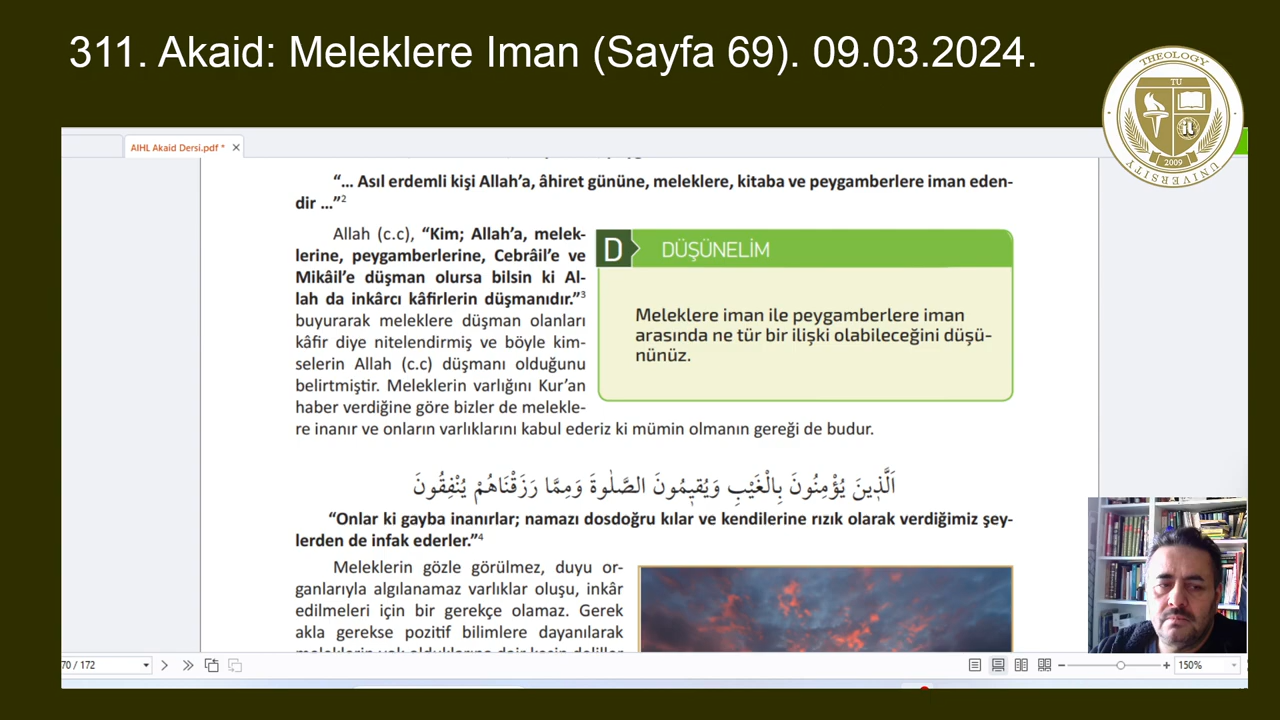 311. Akaid: Meleklere Iman (Sayfa 69). 09.03.2024.
THEOLOGY
TU
2009
UNIVERSITY
AIHL Akaid Dersi.pdf *
“… Asıl erdemli kişi Allah’a, âhiret gününe, meleklere, kitaba ve peygamberlere iman eden-
dir …”2
Allah (c.c), “Kim; Allah’a, melek-
lerine, peygamberlerine, Cebrâil’e ve
Mikâil’e düşman olursa bilsin ki Al-
lah da inkârcı kâfirlerin düşmanıdır.”3
buyurarak meleklere düşman olanları
kâfir diye nitelendirmiş ve böyle kim-
selerin Allah (c.c) düşmanı olduğunu
belirtmiştir. Meleklerin varlığını Kur’an
haber verdiğine göre bizler de melekle-
re inanır ve onların varlıklarını kabul ederiz ki mümin olmanın gereği de budur.
D DÜŞÜNELİM
Meleklere iman ile peygamberlere iman
arasında ne tür bir ilişki olabileceğini düşü-
nünüz.
اَلَّذ۪ينَ يُؤْمِنُونَ بِالْغَيْبِ وَيُق۪يمُونَ الصَّلٰوةَ وَمِمَّا رَزَقْنَاهُمْ يُنْفِقُونَ
“Onlar ki gayba inanırlar; namazı dosdoğru kılar ve kendilerine rızık olarak verdiğimiz şey-
lerden de infak ederler.”4
Meleklerin gözle görülmez, duyu or-
ganlarıyla algılanamaz varlıklar oluşu, inkâr
edilmeleri için bir gerekçe olamaz. Gerek
akla gerekse pozitif bilimlere dayanılarak
70 / 172
150%